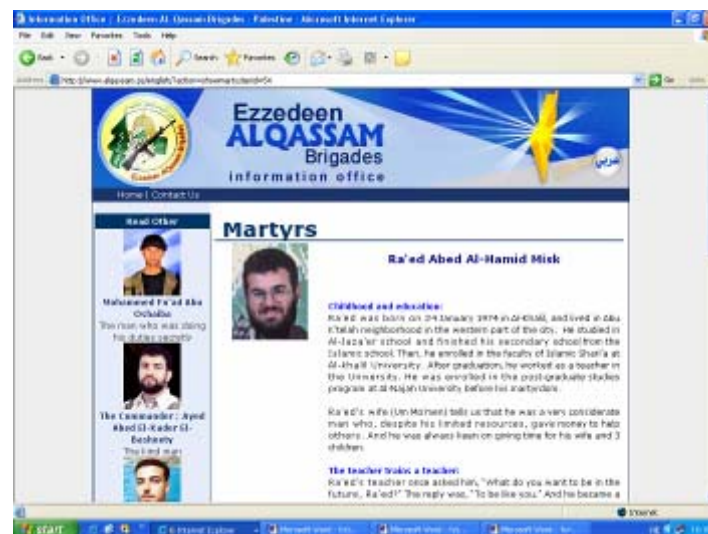 Information Office | Ezzedeen AL-Qassam Brigades - Palestine - Microsoft Internet Explorer
File Edit View Favorites Tools Help
Back Search Favorites
Address
Go
Ezzedeen
ALQASSAM
Brigades
information office
عربي
Home | Contact Us
Read Other
Mohammed Fu'ad Abu
The man who was doing
his duties secretly
The Commander : Ayed
Abed El-Kader El-
The kind man
Martyrs
Ra'ed Abed Al-Hamid Misk
Childhood and education:
Ra'ed was born on 24 January 1974 in Al-Khalil, and lived in Abu
K'telah neighborhood in the western part of the city. He studied in
Al-Jaza'er school and finished his secondary school from the
Islamic school. Then, he enrolled in the faculty of Islamic Shari'a at
Al-khalil University. After graduation, he worked as a teacher in
the University. He was enrolled in the post-graduate studies
program at Al-Najah University before his martyrdom.
Ra'ed's wife (Um Momen) tells us that he was a very considerate
man who, despite his limited resources, gave money to help
others. And he was always keen on giving time for his wife and 3
children.
The teacher trains a teacher:
Ra'ed's teacher once asked him, "What do you want to be in the
future, Ra'ed?" The reply was, "To be like you." And he became a
Internet
start